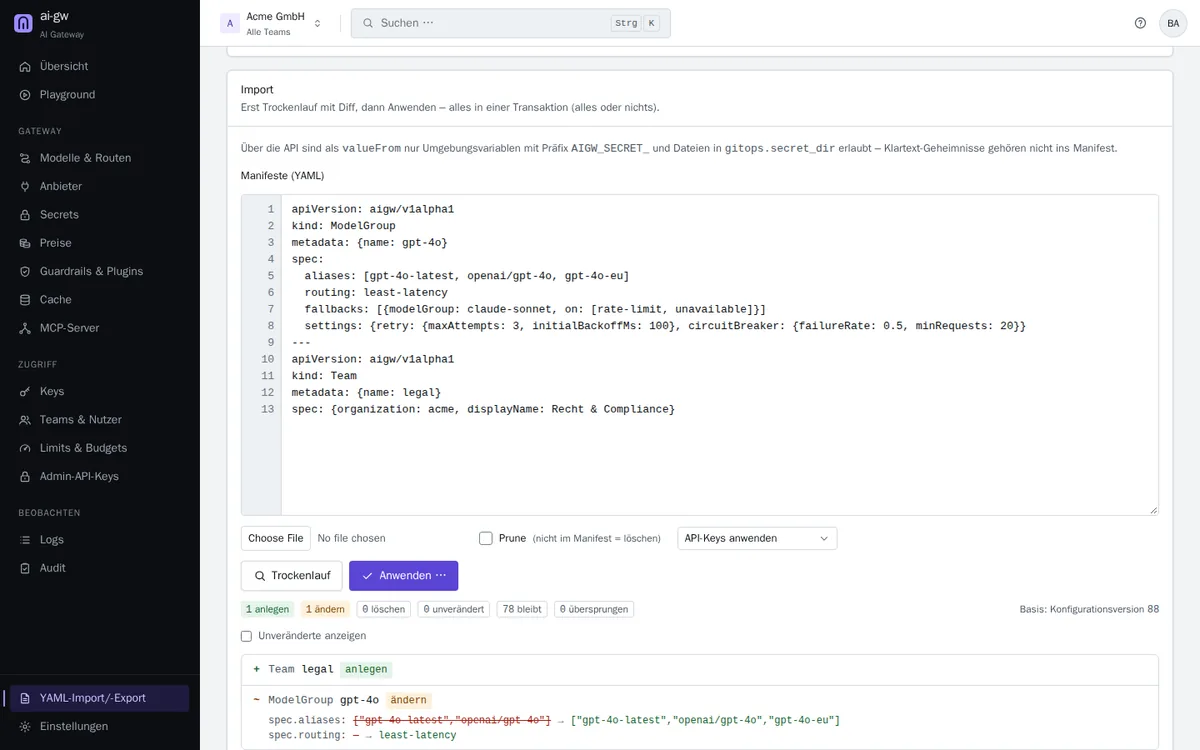 ai-gw
AI Gateway
Übersicht
Playground
GATEWAY
Modelle & Routen
Anbieter
Secrets
Preise
Guardrails & Plugins
Cache
MCP-Server
ZUGRIFF
Keys
Teams & Nutzer
Limits & Budgets
Admin-API-Keys
BEOBACHTEN
Logs
Audit
YAML-Import/-Export
Einstellungen
A Acme GmbH
Alle Teams
Suchen ··· Strg K
BA
Import
Erst Trockenlauf mit Diff, dann Anwenden – alles in einer Transaktion (alles oder nichts).
Über die API sind als valueFrom nur Umgebungsvariablen mit Präfix AIGW_SECRET_ und Dateien in gitops.secret_dir erlaubt – Klartext-Geheimnisse gehören nicht ins Manifest.
Manifeste (YAML)
1 apiVersion: aigw/v1alpha1
2 kind: ModelGroup
3 metadata: {name: gpt-4o}
4 spec:
5   aliases: [gpt-4o-latest, openai/gpt-4o, gpt-4o-eu]
6   routing: least-latency
7   fallbacks: [{modelGroup: claude-sonnet, on: [rate-limit, unavailable]}]
8   settings: {retry: {maxAttempts: 3, initialBackoffMs: 100}, circuitBreaker: {failureRate: 0.5, minRequests: 20}}
9 ---
10 apiVersion: aigw/v1alpha1
11 kind: Team
12 metadata: {name: legal}
13 spec: {organization: acme, displayName: Recht & Compliance}
Choose File No file chosen Prune (nicht im Manifest = löschen) API-Keys anwenden
Trockenlauf Anwenden ···
1 anlegen 1 ändern 0 löschen 0 unverändert 78 bleibt 0 übersprungen Basis: Konfigurationsversion 88
Unveränderte anzeigen
+ Team legal anlegen
~ ModelGroup gpt-4o ändern
spec.aliases: ["gpt-4o-latest","openai/gpt-4o"] → ["gpt-4o-latest","openai/gpt-4o","gpt-4o-eu"]
spec.routing: — → least-latency